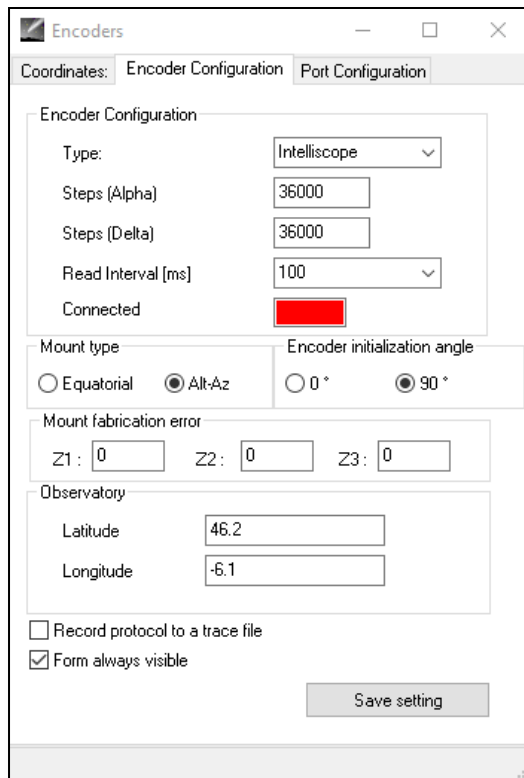 Encoders
Coordinates: Encoder Configuration Port Configuration
Encoder Configuration
Type: Intelliscope
Steps (Alpha) 36000
Steps (Delta) 36000
Read Interval [ms] 100
Connected
Mount type Encoder initialization angle
Equatorial Alt-Az 0 ° 90 °
Mount fabrication error
Z1 : 0 Z2 : 0 Z3 : 0
Observatory
Latitude 46.2
Longitude -6.1
Record protocol to a trace file
Form always visible
Save setting